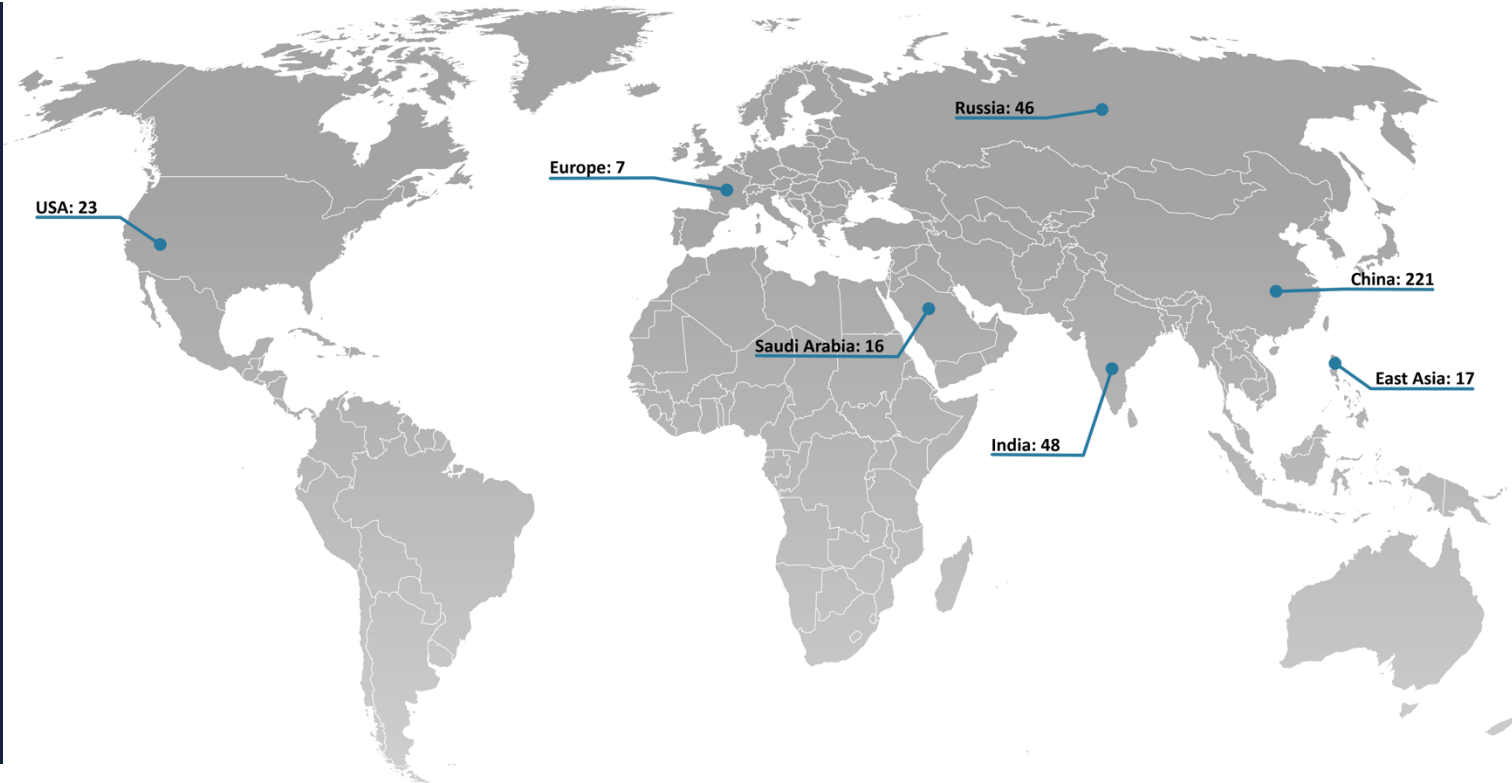 Russia: 46
Europe: 7
USA: 23
China: 221
Saudi Arabia: 16
East Asia: 17
India: 48